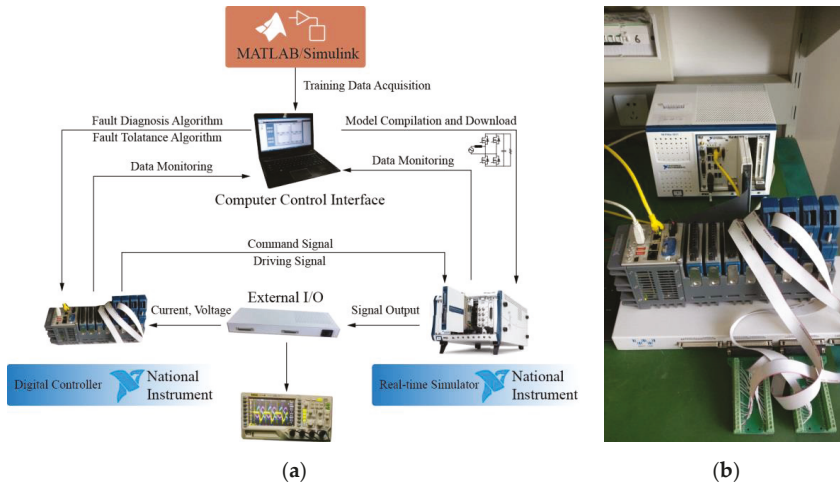 MATLAB/Simulink
Training Data Acquisition
Fault Diagnosis Algorithm
Fault Tolatance Algorithm
Model Compilation and Download
Data Monitoring
Data Monitoring
Computer Control Interface
Command Signal
Driving Signal
External I/O
Current, Voltage
Signal Output
Digital Controller
National
Instrument
Real-time Simulator
National
Instrument
6
(a)
(b)